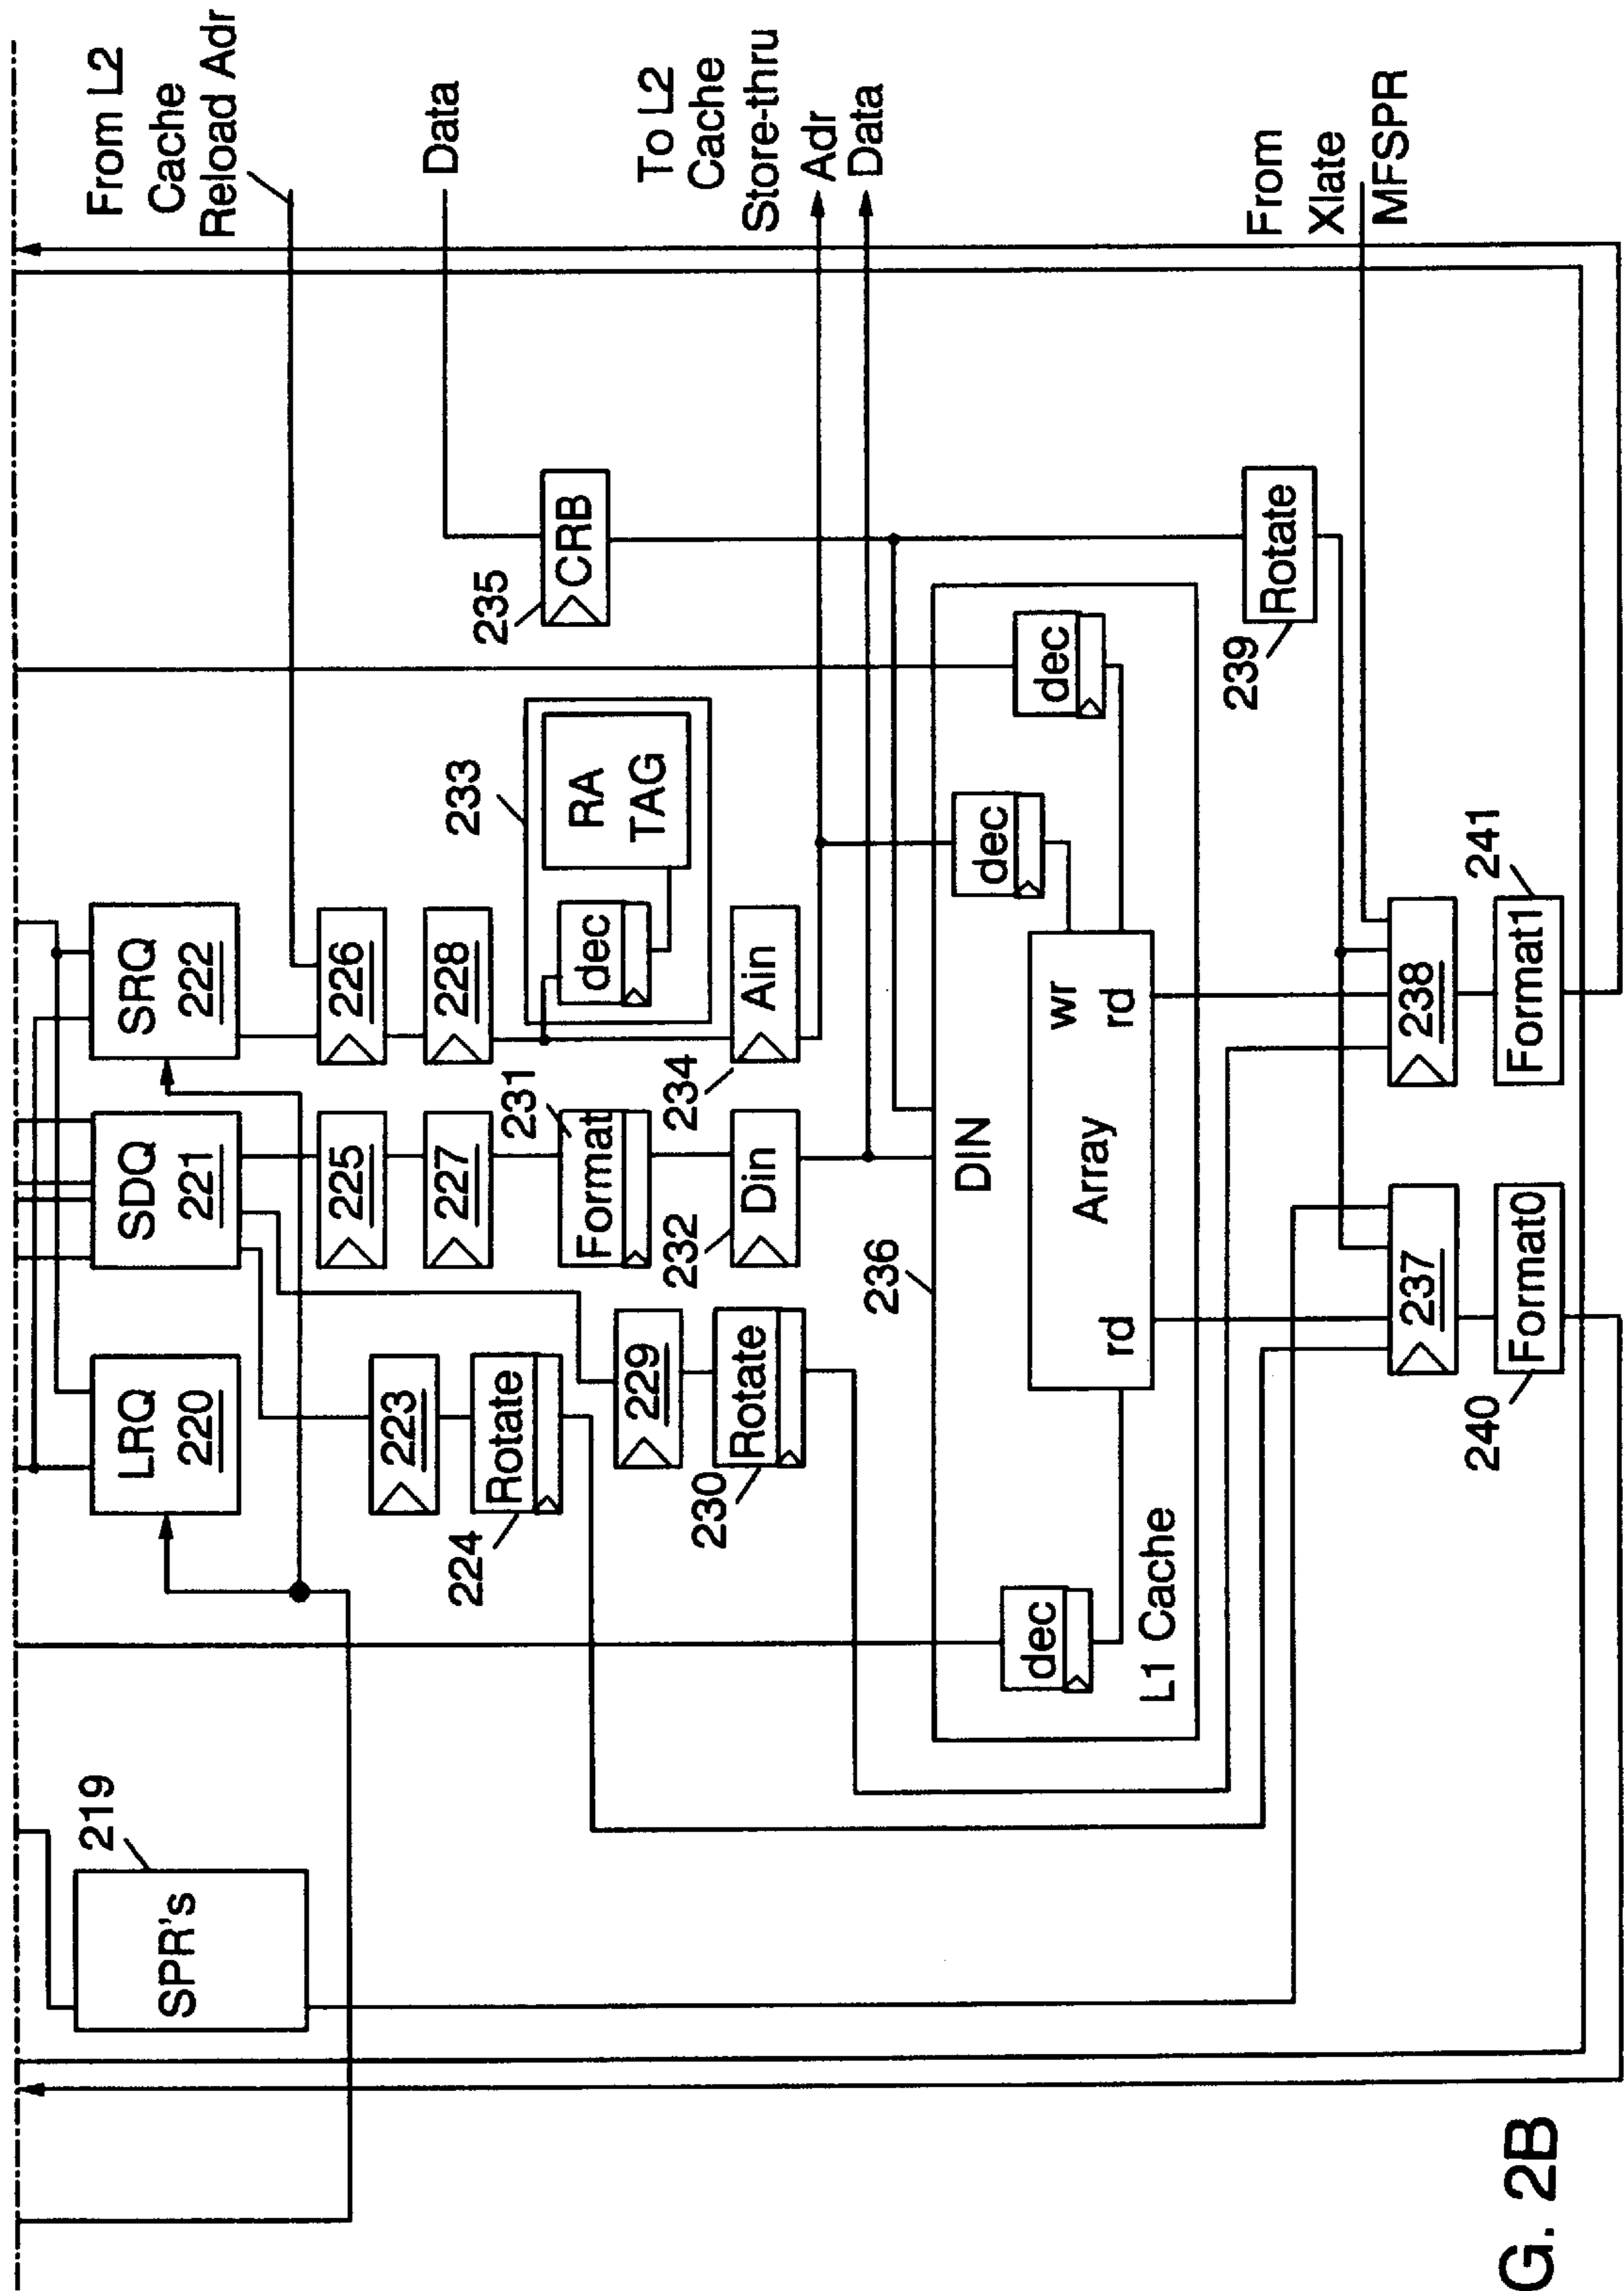 From L2
Cache
Reload Adr
Data
To L2
Cache
Store-thru
Adr
Data
From
Xlate
MFSPR
219
SPR's
LRQ
220
SDQ
221
SRQ
222
223
224
Rotate
225
226
227
228
229
230
Rotate
231
Format
232
Din
233
dec
RA
TAG
234
Ain
235
CRB
236
DIN
dec
dec
dec
Array
wr
rd
rd
L1 Cache
239
Rotate
237
238
240
Format0
241
Format1
G. 2B